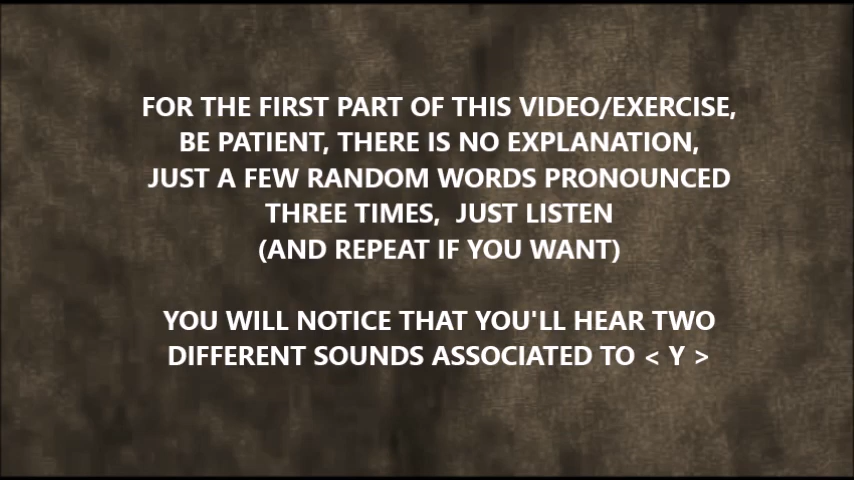 FOR THE FIRST PART OF THIS VIDEO/EXERCISE,
BE PATIENT, THERE IS NO EXPLANATION,
JUST A FEW RANDOM WORDS PRONOUNCED
THREE TIMES,  JUST LISTEN
(AND REPEAT IF YOU WANT)
YOU WILL NOTICE THAT YOU'LL HEAR TWO
DIFFERENT SOUNDS ASSOCIATED TO < Y >